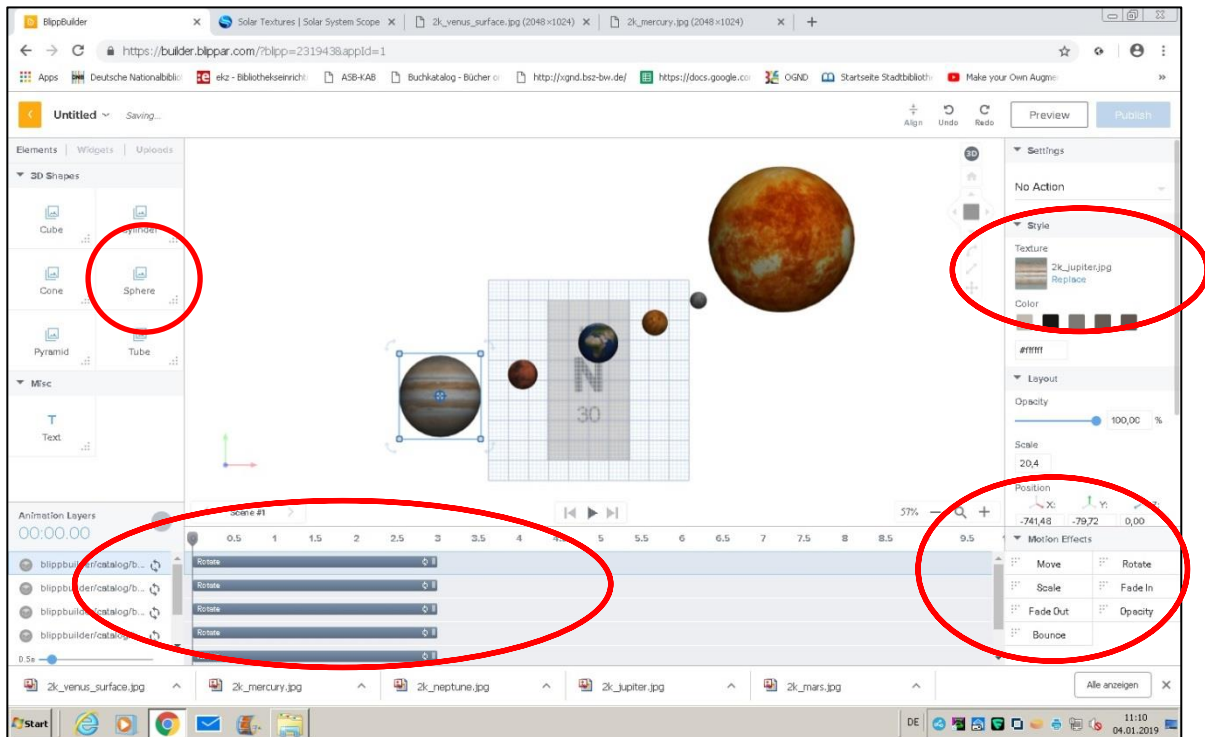 BlippBuilder
Solar Textures | Solar System Scope
2k_venus_surface.jpg (2048×1024)
2k_mercury.jpg (2048×1024)
https://builder.blippar.com/?blipp=231943&appId=1
Apps
Deutsche Nationalbiblio
ekz - Bibliothekseinricht
ASB-KAB
Buchkatalog - Bücher o
http://xgnd.bsz-bw.de/
https://docs.google.co
OGND
Startseite Stadtbiblioth
Make your Own Augme
»
Untitled
Saving...
Align
Undo
Redo
Preview
Publish
Elements | Widgets | Uploads
3D Shapes
Cube
Cylinder
Cone
Sphere
Pyramid
Tube
Misc
T
Text
3D
N
30
Settings
No Action
Style
Texture
2k_jupiter.jpg
Replace
Color
#ffffff
Layout
Opacity
100,00 %
Scale
20,4
Position
X: Y: Z:
-741,48 -79,72 0,00
Animation Layers
00:00.00
Scene #1
57%
0.5 1 1.5 2 2.5 3 3.5 4 4.5 5 5.5 6 6.5 7 7.5 8 8.5 9.5
blippbuilder/catalog/b...
Rotate
blippbuilder/catalog/b...
Rotate
blippbuilder/catalog/b...
Rotate
blippbuilder/catalog/b...
Rotate
Rotate
0.5s
Motion Effects
Move
Rotate
Scale
Fade In
Fade Out
Opacity
Bounce
2k_venus_surface.jpg
2k_mercury.jpg
2k_neptune.jpg
2k_jupiter.jpg
2k_mars.jpg
Alle anzeigen
Start
DE
11:10
04.01.2019